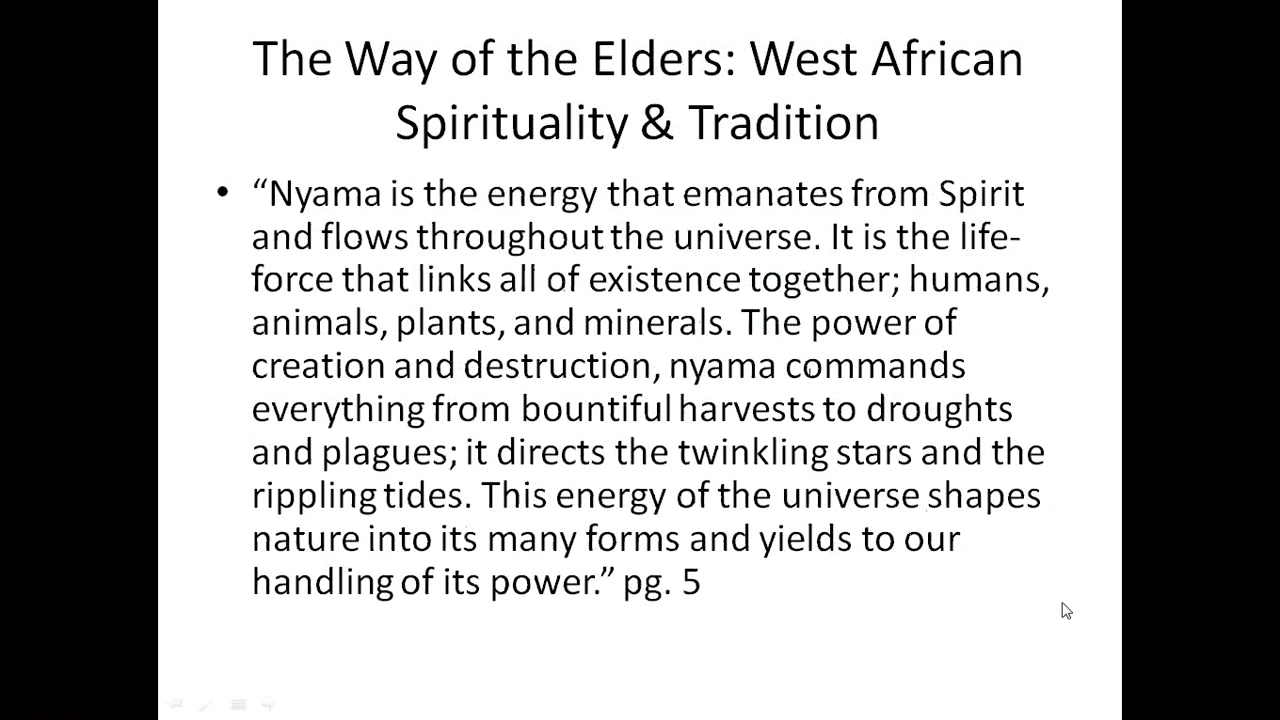 The Way of the Elders: West African
Spirituality & Tradition
• “Nyama is the energy that emanates from Spirit
and flows throughout the universe. It is the life-
force that links all of existence together; humans,
animals, plants, and minerals. The power of
creation and destruction, nyama commands
everything from bountiful harvests to droughts
and plagues; it directs the twinkling stars and the
rippling tides. This energy of the universe shapes
nature into its many forms and yields to our
handling of its power.” pg. 5